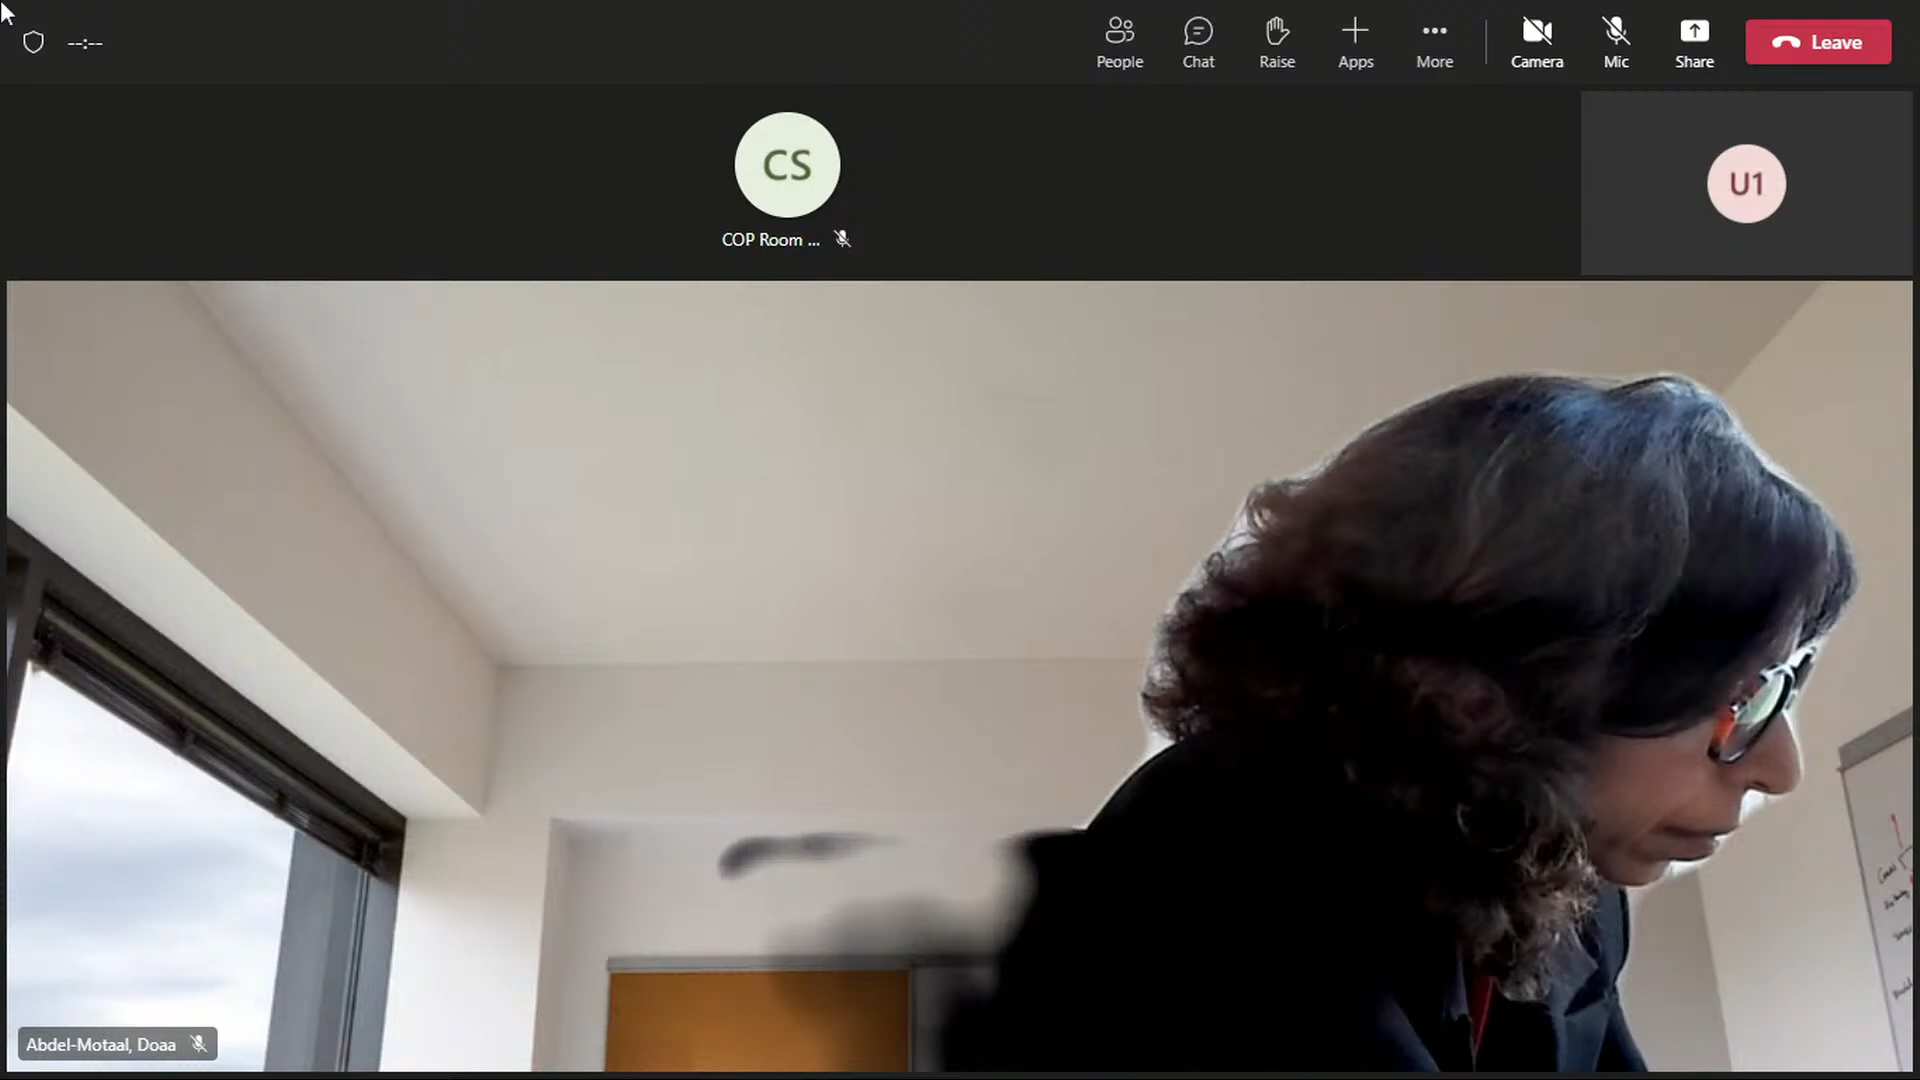 --:--
People
Chat
Raise
Apps
More
Camera
Mic
Share
Leave
CS
COP Room ...
U1
Abdel-Motaal, Doaa